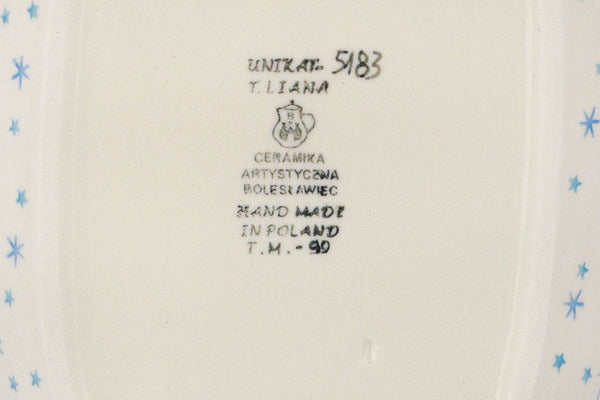 UNIKAT- 5183
T. LIANA
B
CERAMIKA
ARTYSTYCZNA
BOLESŁAWIEC
HAND MADE
IN POLAND
T.M.-99